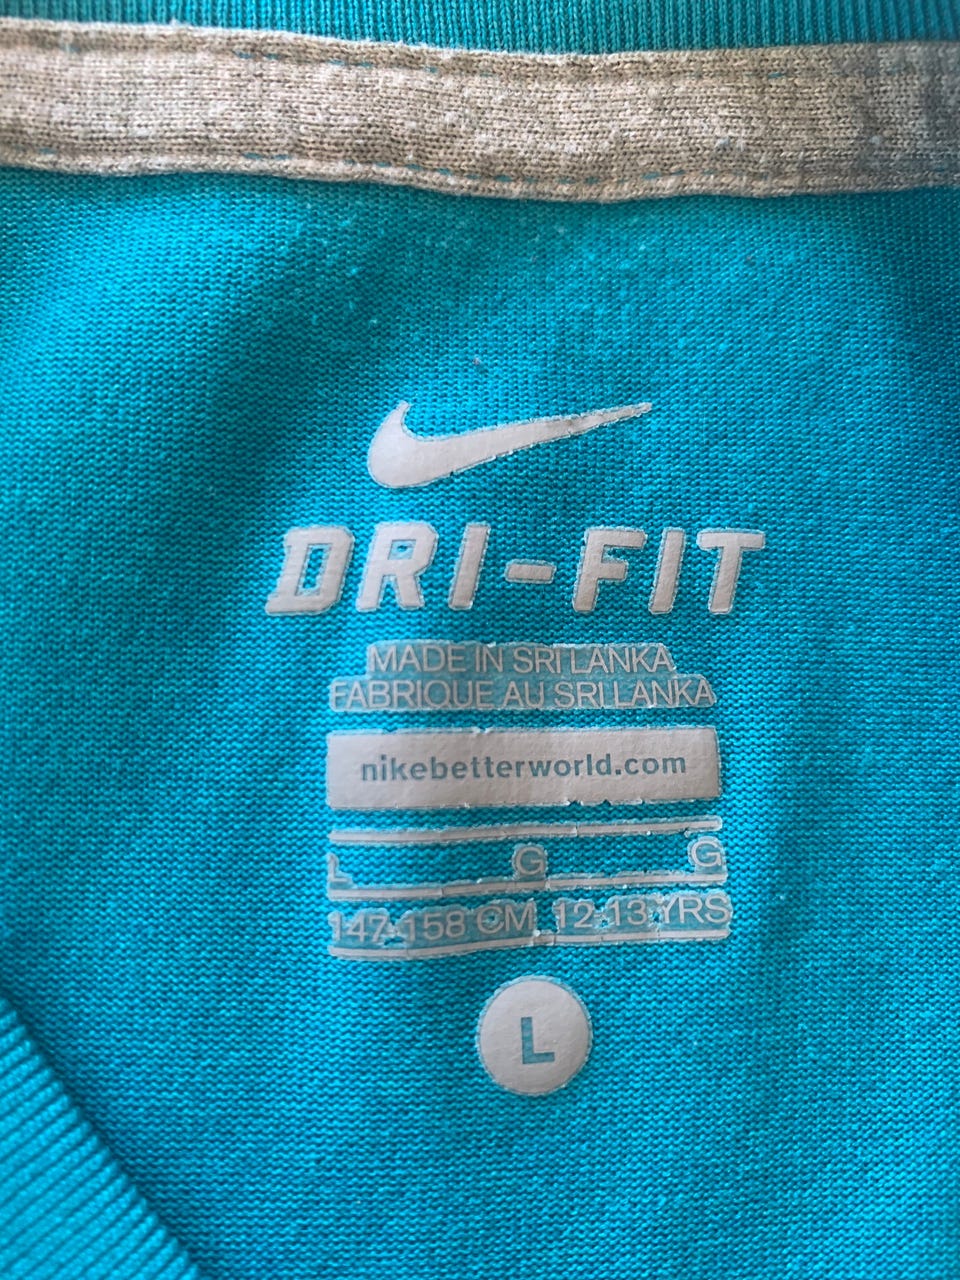 DRI-FIT
MADE IN SRI LANKA
FABRIQUE AU SRI LANKA
nikebetterworld.com
L G G
147-158 CM 12-13 YRS
L